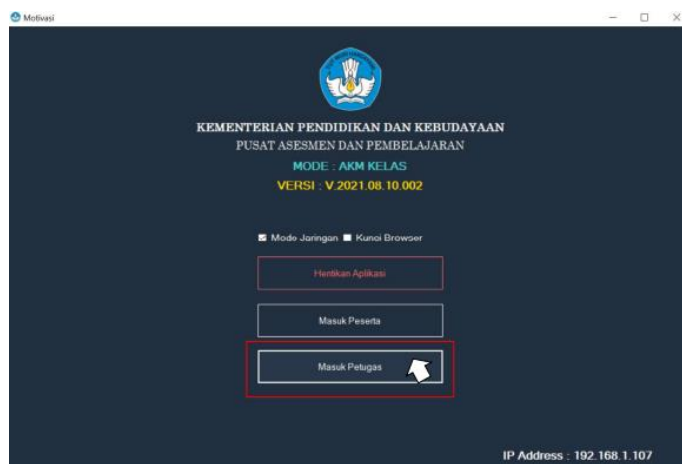 Motivasi
KEMENTERIAN PENDIDIKAN DAN KEBUDAYAAN
PUSAT ASESMEN DAN PEMBELAJARAN
MODE : AKM KELAS
VERSI : V.2021.08.10.002
Mode Jaringan Kunci Browser
Hentikan Aplikasi
Masuk Peserta
Masuk Petugas
IP Address : 192.168.1.107